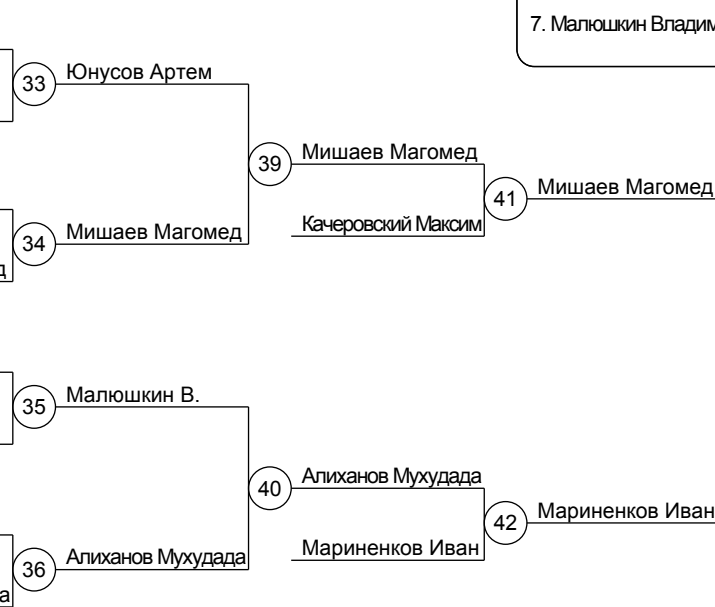 7. Малюшкин Владим
33
Юнусов Артем
39
Мишаев Магомед
41
Мишаев Магомед
Качеровский Максим
34
Мишаев Магомед
д
35
Малюшкин В.
40
Алиханов Мухудада
42
Мариненков Иван
Мариненков Иван
36
Алиханов Мухудада
а